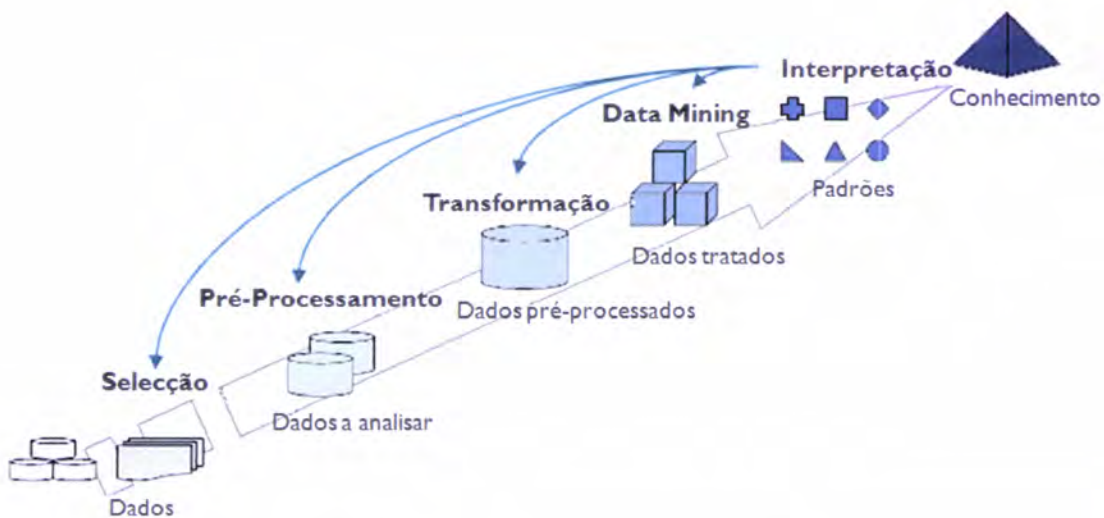 Interpretação
Conhecimento
Data Mining
Padrões
Transformação
Dados tratados
Pré-Processamento
Dados pré-processados
Selecção
Dados a analisar
Dados